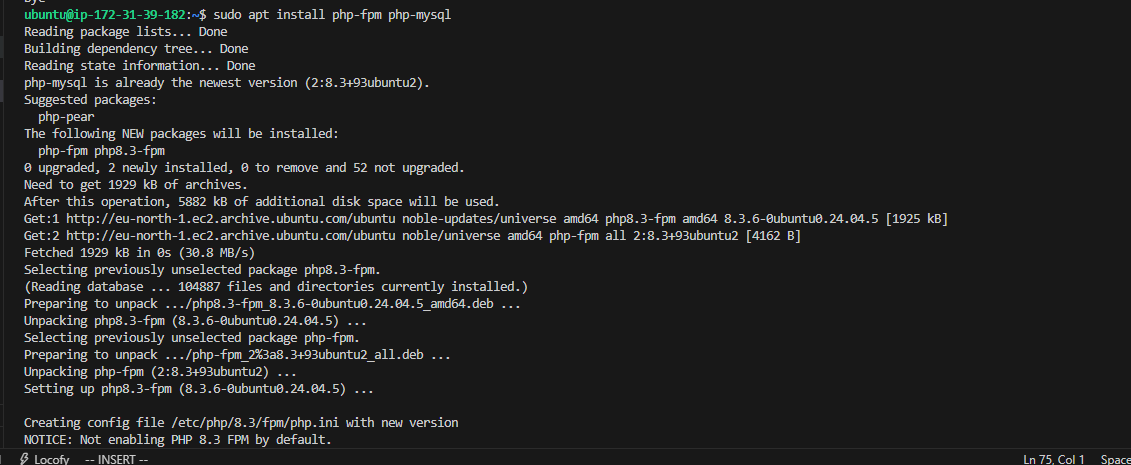 ubuntu@ip-172-31-39-182:~$ sudo apt install php-fpm php-mysql
Reading package lists... Done
Building dependency tree... Done
Reading state information... Done
php-mysql is already the newest version (2:8.3+93ubuntu2).
Suggested packages:
  php-pear
The following NEW packages will be installed:
  php-fpm php8.3-fpm
0 upgraded, 2 newly installed, 0 to remove and 52 not upgraded.
Need to get 1929 kB of archives.
After this operation, 5882 kB of additional disk space will be used.
Get:1 http://eu-north-1.ec2.archive.ubuntu.com/ubuntu noble-updates/universe amd64 php8.3-fpm amd64 8.3.6-0ubuntu0.24.04.5 [1925 kB]
Get:2 http://eu-north-1.ec2.archive.ubuntu.com/ubuntu noble/universe amd64 php-fpm all 2:8.3+93ubuntu2 [4162 B]
Fetched 1929 kB in 0s (30.8 MB/s)
Selecting previously unselected package php8.3-fpm.
(Reading database ... 104887 files and directories currently installed.)
Preparing to unpack .../php8.3-fpm_8.3.6-0ubuntu0.24.04.5_amd64.deb ...
Unpacking php8.3-fpm (8.3.6-0ubuntu0.24.04.5) ...
Selecting previously unselected package php-fpm.
Preparing to unpack .../php-fpm_2%3a8.3+93ubuntu2_all.deb ...
Unpacking php-fpm (2:8.3+93ubuntu2) ...
Setting up php8.3-fpm (8.3.6-0ubuntu0.24.04.5) ...
Creating config file /etc/php/8.3/fpm/php.ini with new version
NOTICE: Not enabling PHP 8.3 FPM by default.
Locofy -- INSERT -- Ln 75, Col 1 Space